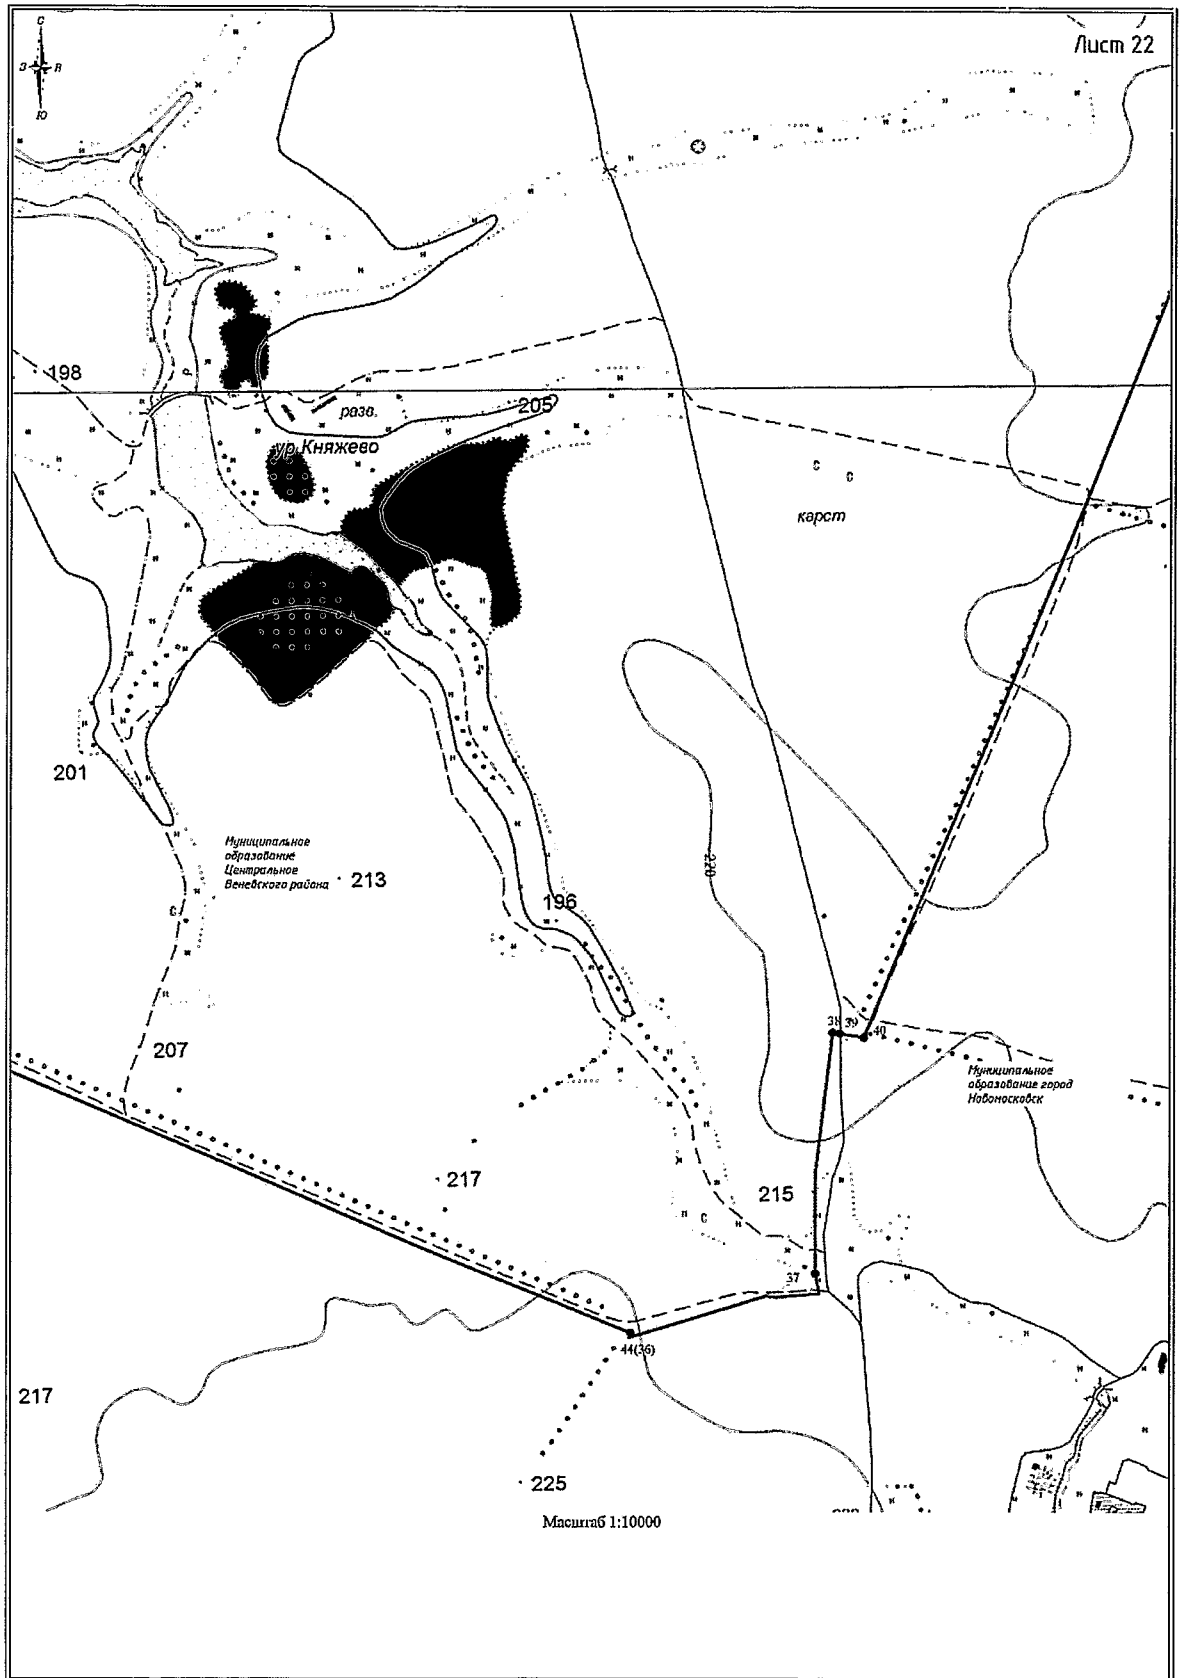 Лист 22
С
З В
Ю
198
разв.
205
ур.Княжево
карст
201
Муниципальное
образование
Центральное
Веневского района
213
220
196
38 39 40
207
Муниципальное
образование город
Новомосковск
217
215
37
44(36)
217
225
Масштаб 1:10000